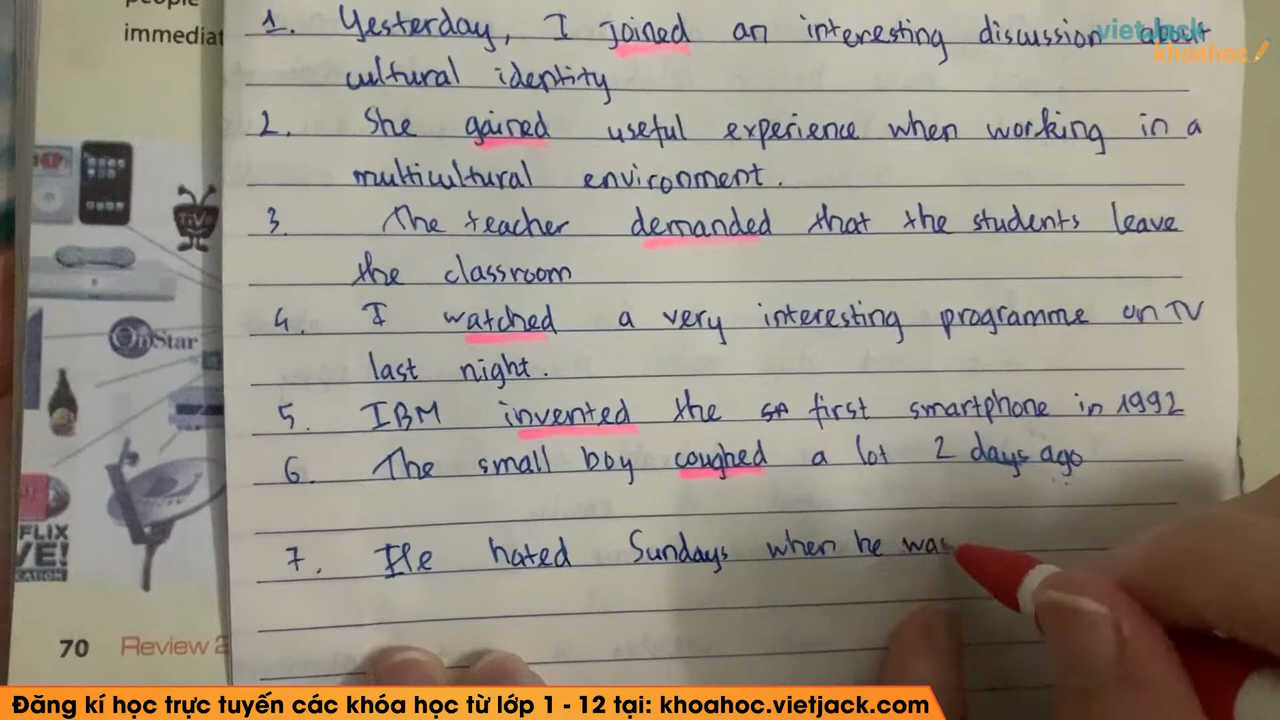 immediat
vietJack
khoahoc
1. Yesterday, I joined an interesting discussion about
cultural identity
2. She gained useful experience when working in a
multicultural environment.
3. The teacher demanded that the students leave
the classroom
4. I watched a very interesting programme on TV
last night.
5. IBM invented the first smartphone in 1992
6. The small boy coughed a lot 2 days ago
7. He hated Sundays when he was
TiVo
OnStar
FLIX
VE!
70 Review 2
Đăng kí học trực tuyến các khóa học từ lớp 1 - 12 tại: khoahoc.vietjack.com